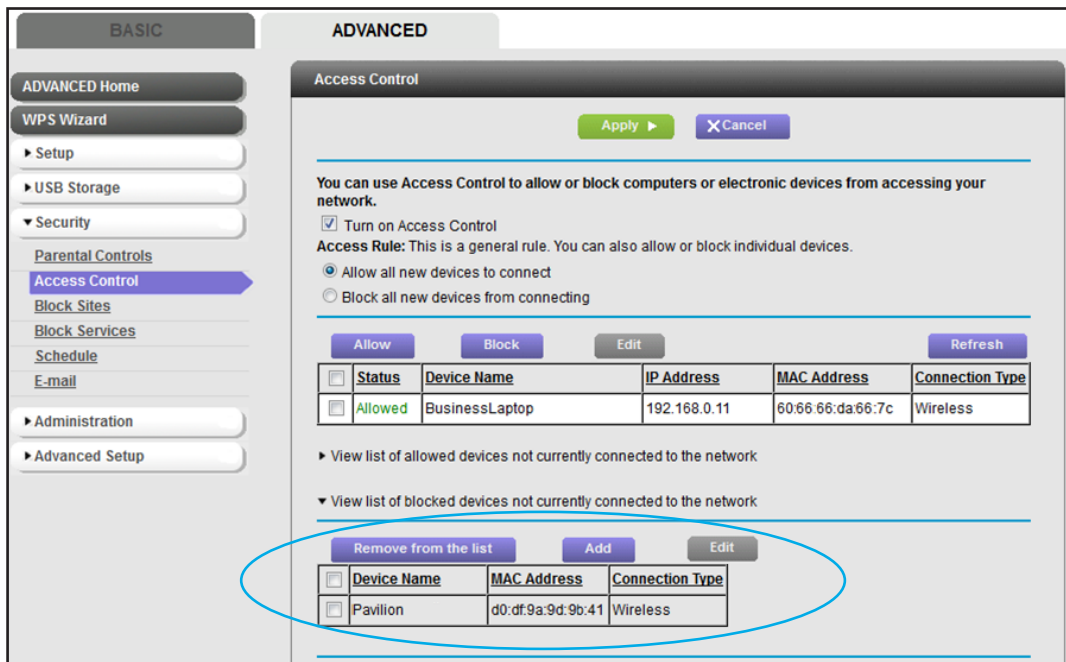 BASIC
ADVANCED
ADVANCED Home
WPS Wizard
Setup
USB Storage
Security
Parental Controls
Access Control
Block Sites
Block Services
Schedule
E-mail
Administration
Advanced Setup
Access Control
Apply
Cancel
You can use Access Control to allow or block computers or electronic devices from accessing your
network.
Turn on Access Control
Access Rule: This is a general rule. You can also allow or block individual devices.
Allow all new devices to connect
Block all new devices from connecting
Allow Block Edit Refresh
Status Device Name IP Address MAC Address Connection Type
Allowed BusinessLaptop 192.168.0.11 60:66:66:da:66:7c Wireless
View list of allowed devices not currently connected to the network
View list of blocked devices not currently connected to the network
Remove from the list Add Edit
Device Name MAC Address Connection Type
Pavilion d0:df:9a:9d:9b:41 Wireless